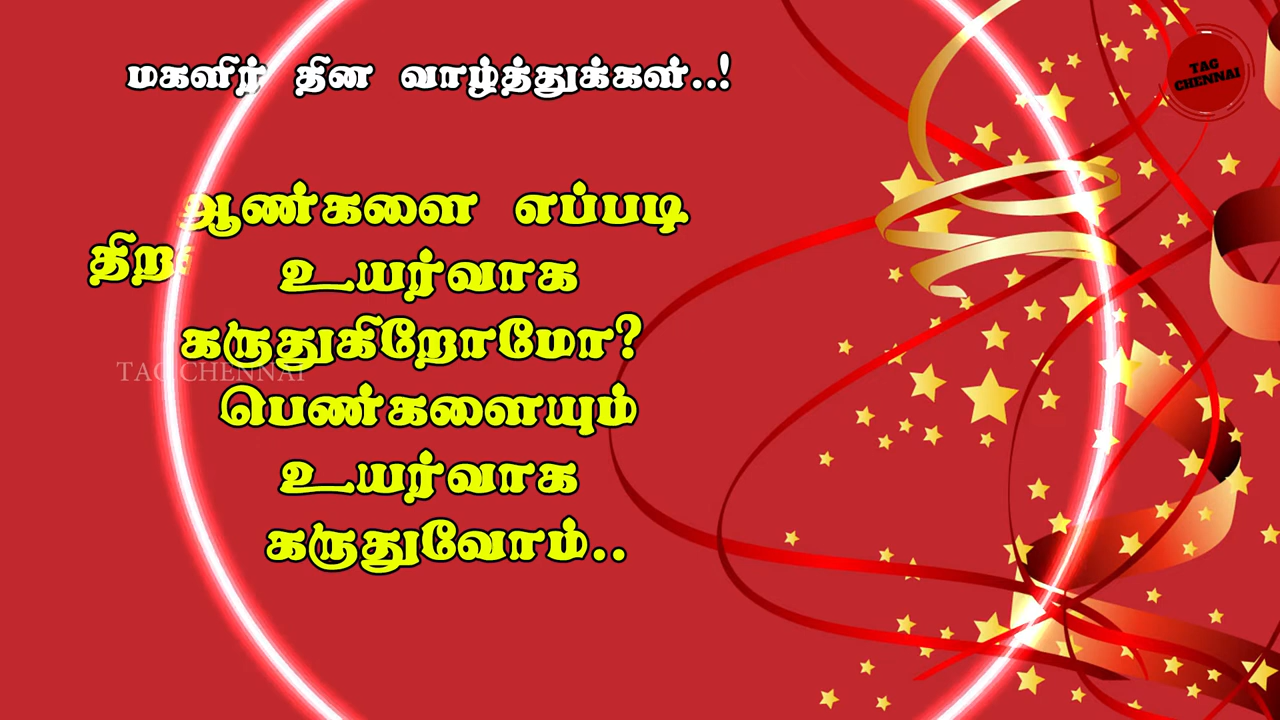 மகளிர் தின வாழ்த்துக்கள்..!
TAG
CHENNAI
ஆண்களை எப்படி
உயர்வாக
கருதுகிறோமோ?
TAG CHENNAI
பெண்களையும்
உயர்வாக
கருதுவோம்..